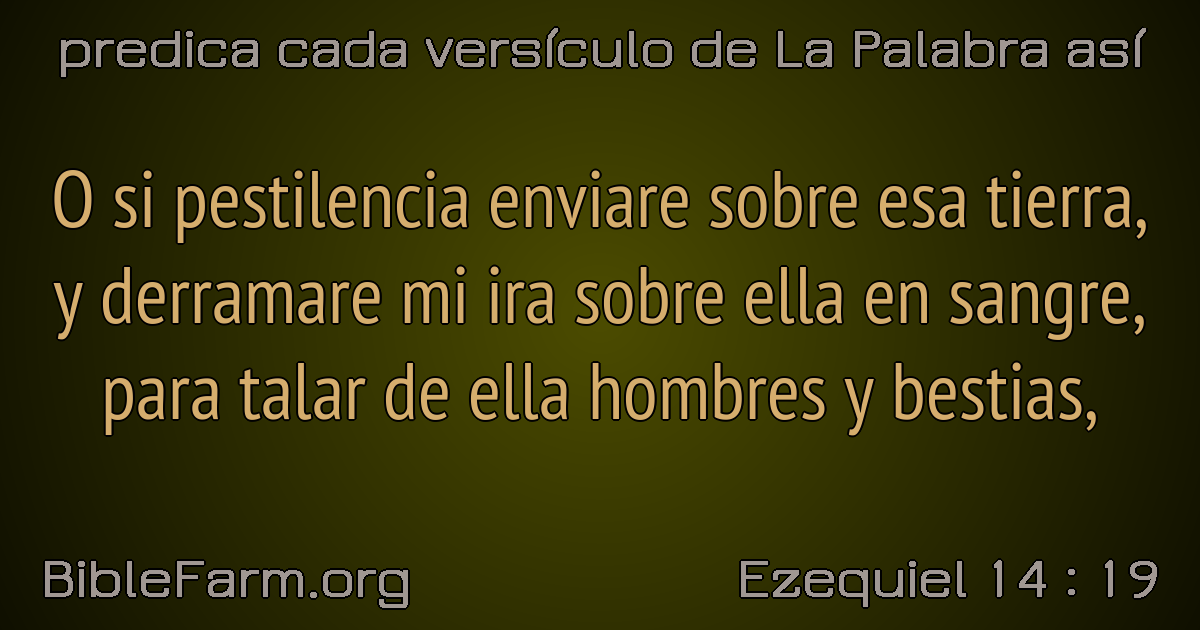 predica cada versículo de La Palabra así
O si pestilencia enviare sobre esa tierra,
y derramare mi ira sobre ella en sangre,
para talar de ella hombres y bestias,
BibleFarm.org
Ezequiel 14 : 19